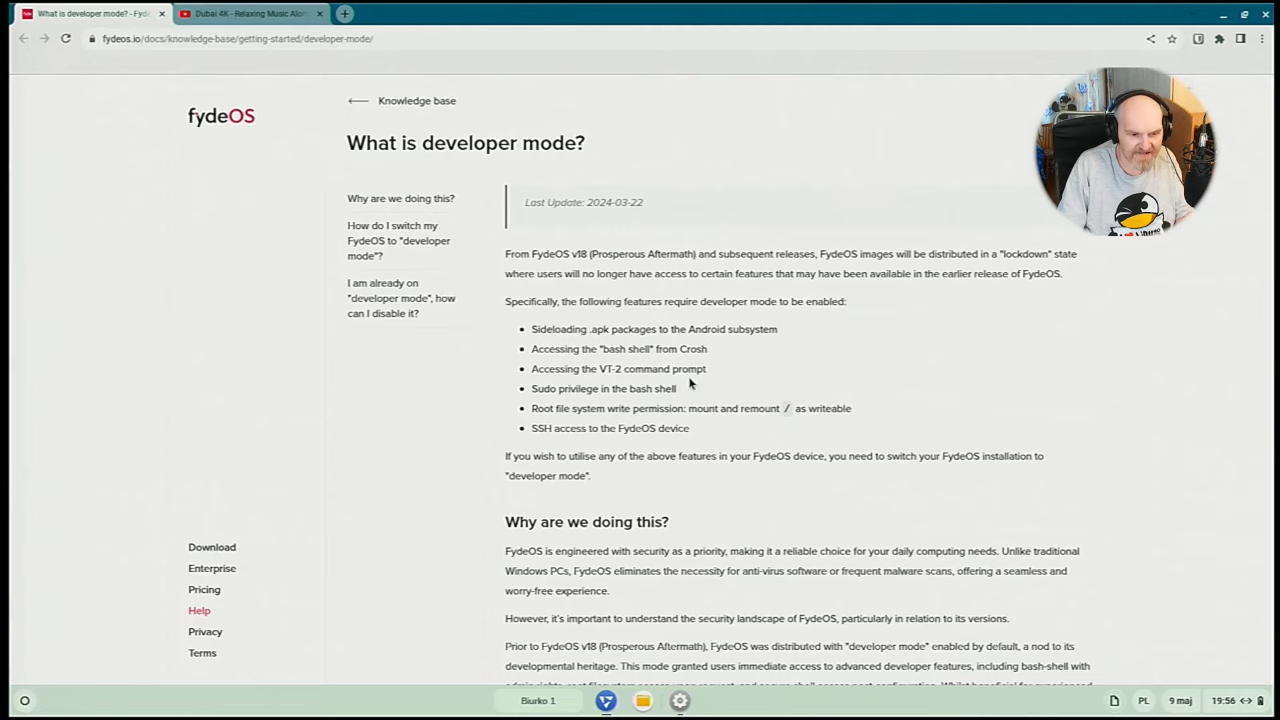 What is developer mode? - Fyd
Dubai 4K - Relaxing Music Alon
fydeos.io/docs/knowledge-base/getting-started/developer-mode/
fydeOS
Knowledge base
What is developer mode?
Why are we doing this?
How do I switch my
FydeOS to "developer
mode"?
I am already on
"developer mode", how
can I disable it?
Last Update: 2024-03-22
From FydeOS v18 (Prosperous Aftermath) and subsequent releases, FydeOS images will be distributed in a "lockdown" state
where users will no longer have access to certain features that may have been available in the earlier release of FydeOS.
Specifically, the following features require developer mode to be enabled:
Sideloading .apk packages to the Android subsystem
Accessing the "bash shell" from Crosh
Accessing the VT-2 command prompt
Sudo privilege in the bash shell
Root file system write permission: mount and remount / as writeable
SSH access to the FydeOS device
If you wish to utilise any of the above features in your FydeOS device, you need to switch your FydeOS installation to
"developer mode".
Why are we doing this?
FydeOS is engineered with security as a priority, making it a reliable choice for your daily computing needs. Unlike traditional
Windows PCs, FydeOS eliminates the necessity for anti-virus software or frequent malware scans, offering a seamless and
worry-free experience.
However, it's important to understand the security landscape of FydeOS, particularly in relation to its versions.
Prior to FydeOS v18 (Prosperous Aftermath), FydeOS was distributed with "developer mode" enabled by default, a nod to its
developmental heritage. This mode granted users immediate access to advanced developer features, including bash-shell with
Download
Enterprise
Pricing
Help
Privacy
Terms
Biurko 1
PL
9 maj
19:56